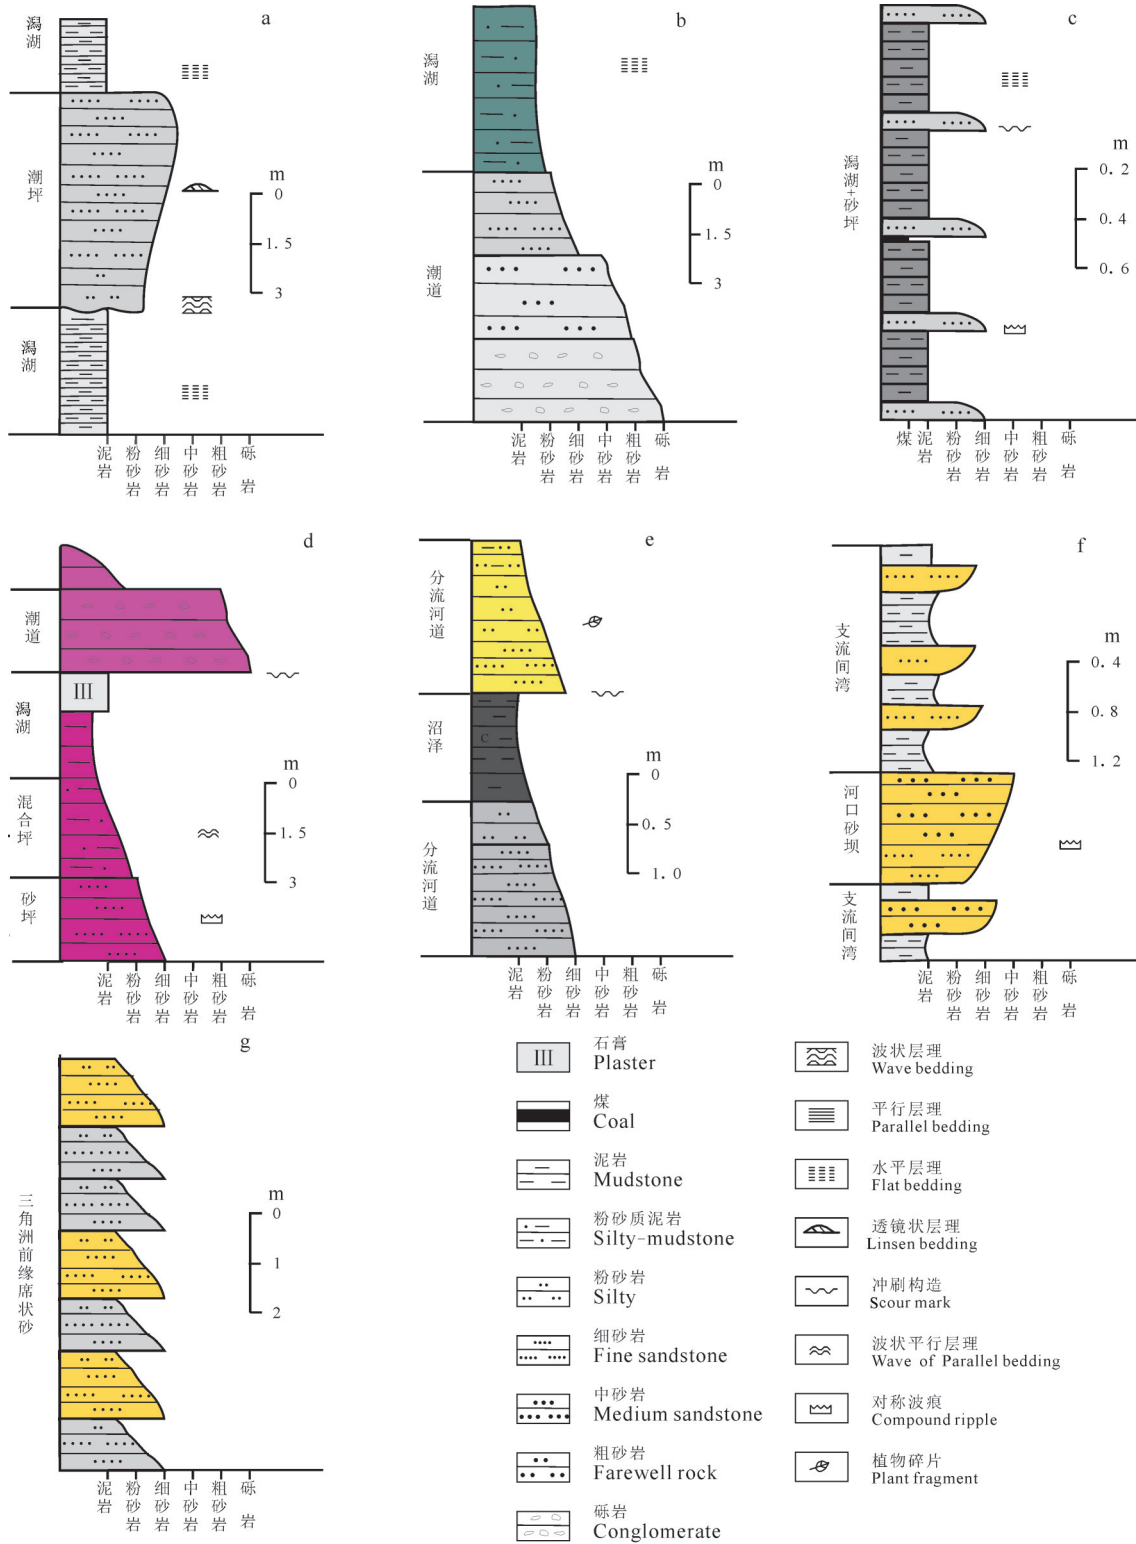 a
潟湖
潮坪
潟湖
m
0
1.5
3
泥岩
粉砂岩
细砂岩
中砂岩
粗砂岩
砾岩
b
潟湖
潮道
m
0
1.5
3
泥岩
粉砂岩
细砂岩
中砂岩
粗砂岩
砾岩
c
潟湖+砂坪
m
0.2
0.4
0.6
煤
泥岩
粉砂岩
细砂岩
中砂岩
粗砂岩
砾岩
d
潮道
潟湖
III
混合坪
砂坪
m
0
1.5
3
泥岩
粉砂岩
细砂岩
中砂岩
粗砂岩
砾岩
e
分流河道
沼泽
C
分流河道
m
0
0.5
1.0
泥岩
粉砂岩
细砂岩
中砂岩
粗砂岩
砾岩
f
支流间湾
河口砂坝
支流间湾
m
0.4
0.8
1.2
泥岩
粉砂岩
细砂岩
中砂岩
粗砂岩
砾岩
g
三角洲前缘席状砂
m
0
1
2
泥岩
粉砂岩
细砂岩
中砂岩
粗砂岩
砾岩
III
石膏
Plaster
煤
Coal
泥岩
Mudstone
粉砂质泥岩
Silty-mudstone
粉砂岩
Silty
细砂岩
Fine sandstone
中砂岩
Medium sandstone
粗砂岩
Farewell rock
砾岩
Conglomerate
波状层理
Wave bedding
平行层理
Parallel bedding
水平层理
Flat bedding
透镜状层理
Linsen bedding
冲刷构造
Scour mark
波状平行层理
Wave of Parallel bedding
对称波痕
Compound ripple
植物碎片
Plant fragment